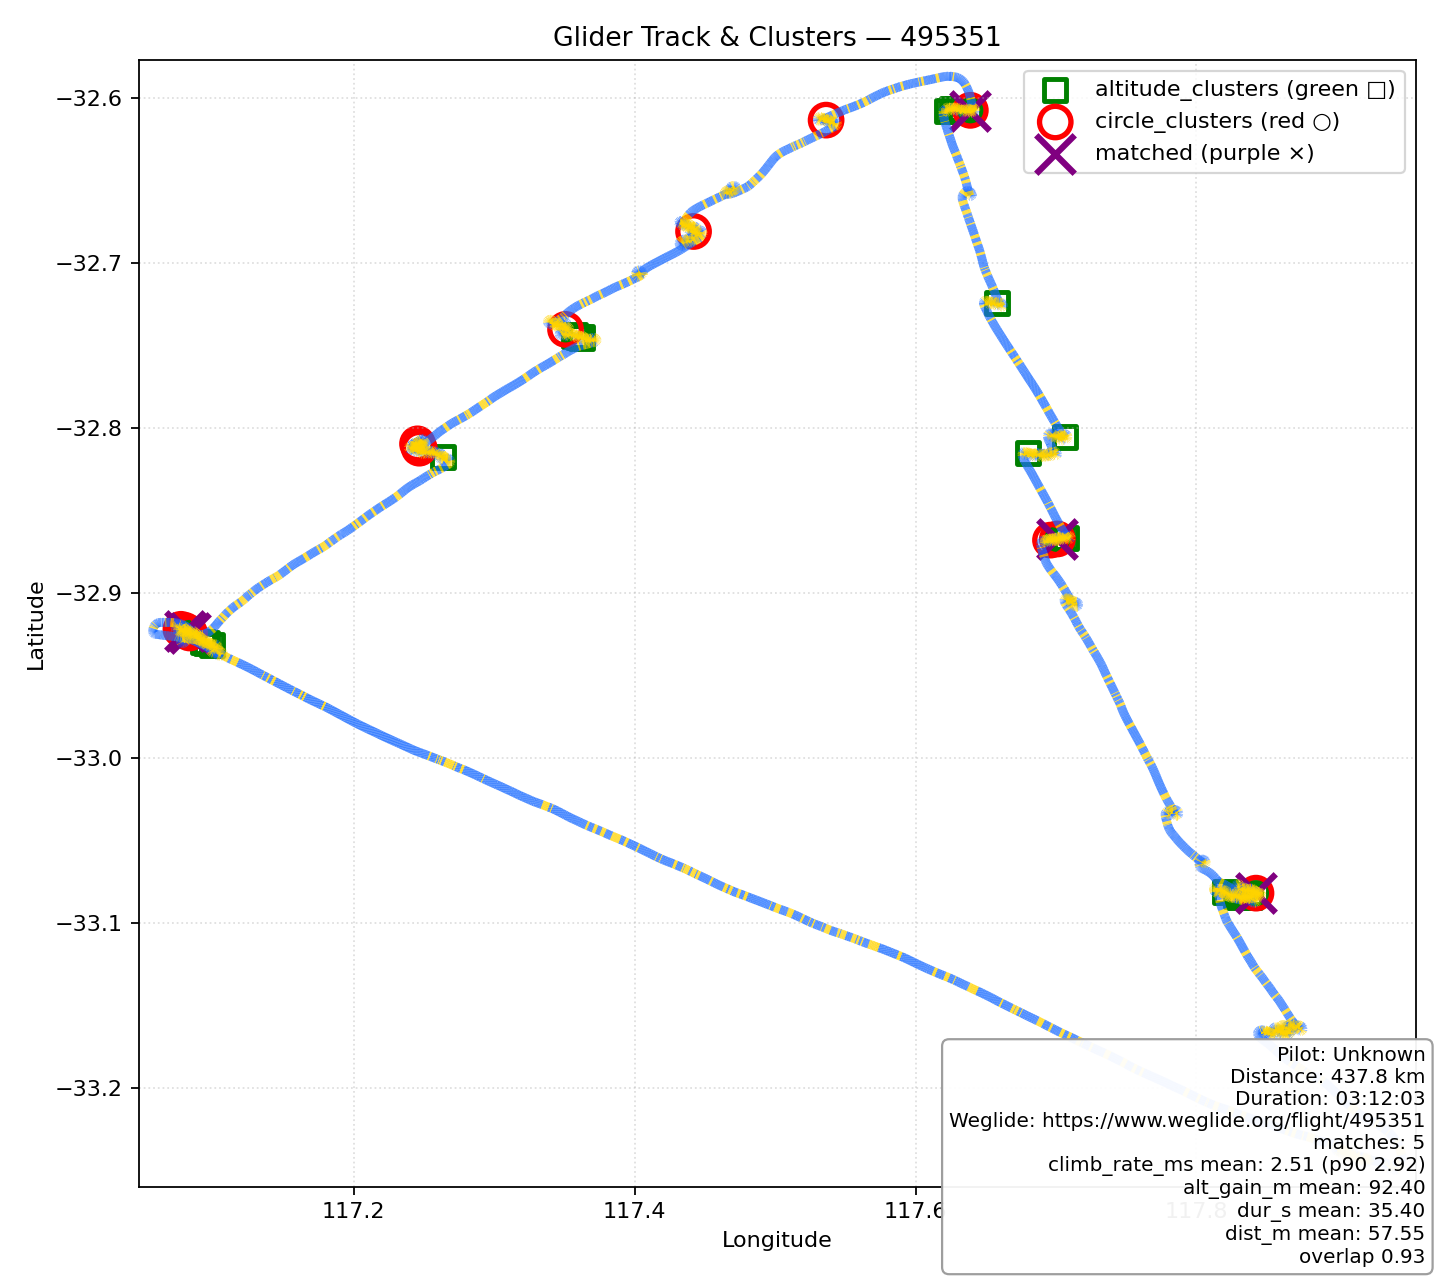 Glider Track & Clusters — 495351
altitude_clusters (green □)
circle_clusters (red ○)
matched (purple ×)
−32.6
−32.7
−32.8
−32.9
−33.0
−33.1
−33.2
Latitude
117.2
117.4
117.6
117.8
Longitude
Pilot: Unknown
Distance: 437.8 km
Duration: 03:12:03
Weglide: https://www.weglide.org/flight/495351
matches: 5
climb_rate_ms mean: 2.51 (p90 2.92)
alt_gain_m mean: 92.40
dur_s mean: 35.40
dist_m mean: 57.55
overlap 0.93